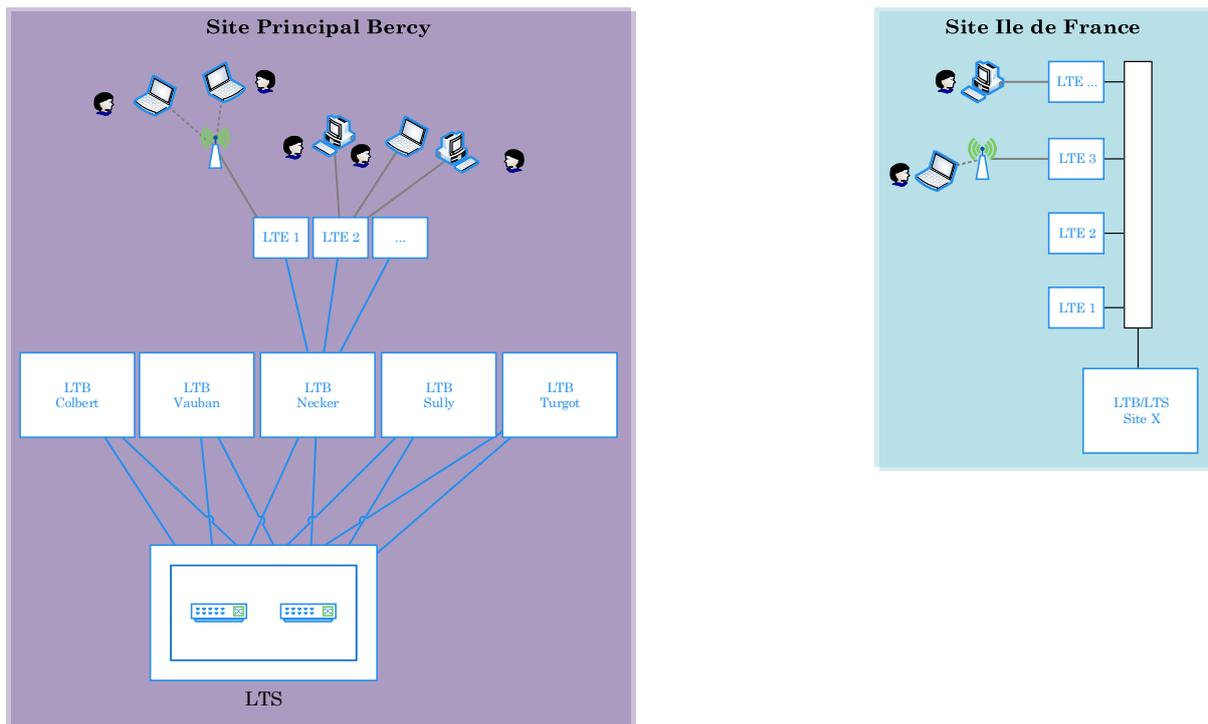 Site Principal Bercy
LTE 1
LTE 2
...
LTB
Colbert
LTB
Vauban
LTB
Necker
LTB
Sully
LTB
Turgot
LTS
Site Ile de France
LTE ...
LTE 3
LTE 2
LTE 1
LTB/LTS
Site X